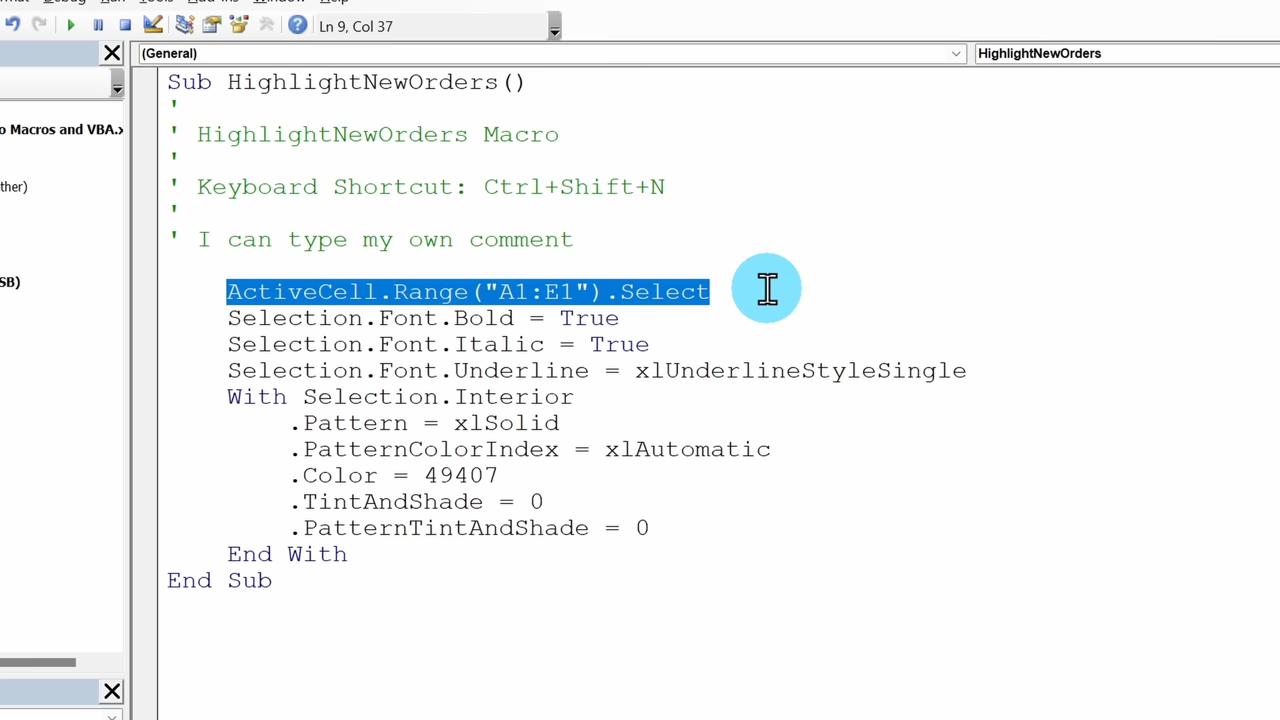 Ln 9, Col 37
(General)
HighlightNewOrders
o Macros and VBA.x
ther)
SB)
Sub HighlightNewOrders()
'
' HighlightNewOrders Macro
'
' Keyboard Shortcut: Ctrl+Shift+N
'
' I can type my own comment
ActiveCell.Range("A1:E1").Select
Selection.Font.Bold = True
Selection.Font.Italic = True
Selection.Font.Underline = xlUnderlineStyleSingle
With Selection.Interior
.Pattern = xlSolid
.PatternColorIndex = xlAutomatic
.Color = 49407
.TintAndShade = 0
.PatternTintAndShade = 0
End With
End Sub